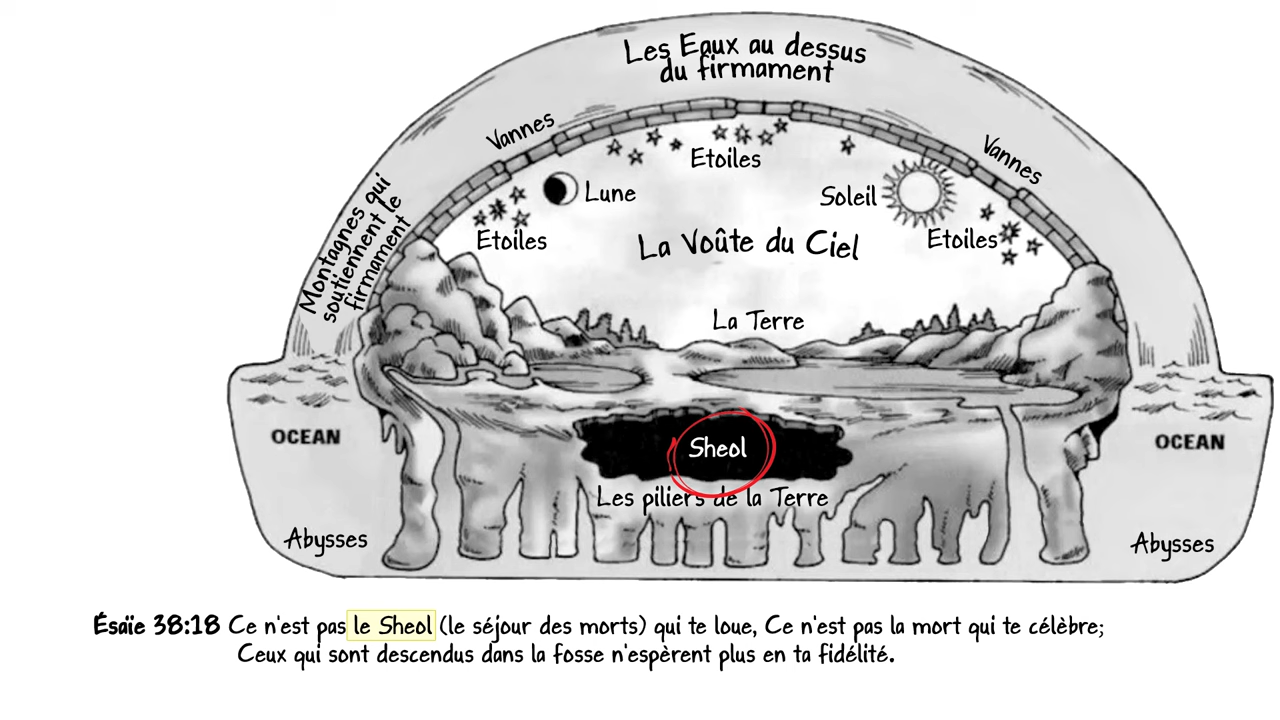 Les Eaux au dessus
du firmament
Vannes
Vannes
Etoiles
Lune
Soleil
Montagnes qui
soutiennent le
firmament
Etoiles
Etoiles
La Voûte du Ciel
La Terre
OCEAN
Sheol
OCEAN
Les piliers de la Terre
Abysses
Abysses
Ésaïe 38:18 Ce n'est pas le Sheol (le séjour des morts) qui te loue, Ce n'est pas la mort qui te célèbre;
Ceux qui sont descendus dans la fosse n'espèrent plus en ta fidélité.